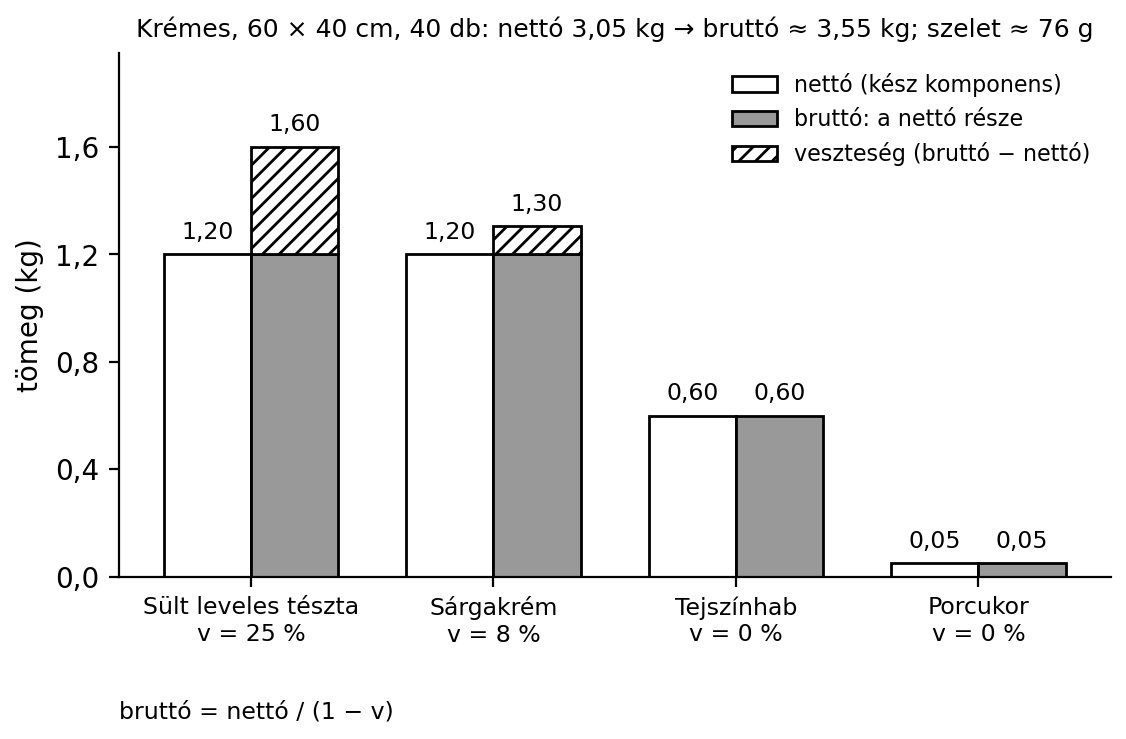 Krémes, 60 × 40 cm, 40 db: nettó 3,05 kg → bruttó ≈ 3,55 kg; szelet ≈ 76 g
nettó (kész komponens)
bruttó: a nettó része
veszteség (bruttó − nettó)
tömeg (kg)
1,6
1,2
0,8
0,4
0,0
1,20
1,60
1,20
1,30
0,60
0,60
0,05
0,05
Sült leveles tészta
v = 25 %
Sárgakrém
v = 8 %
Tejszínhab
v = 0 %
Porcukor
v = 0 %
bruttó = nettó / (1 − v)